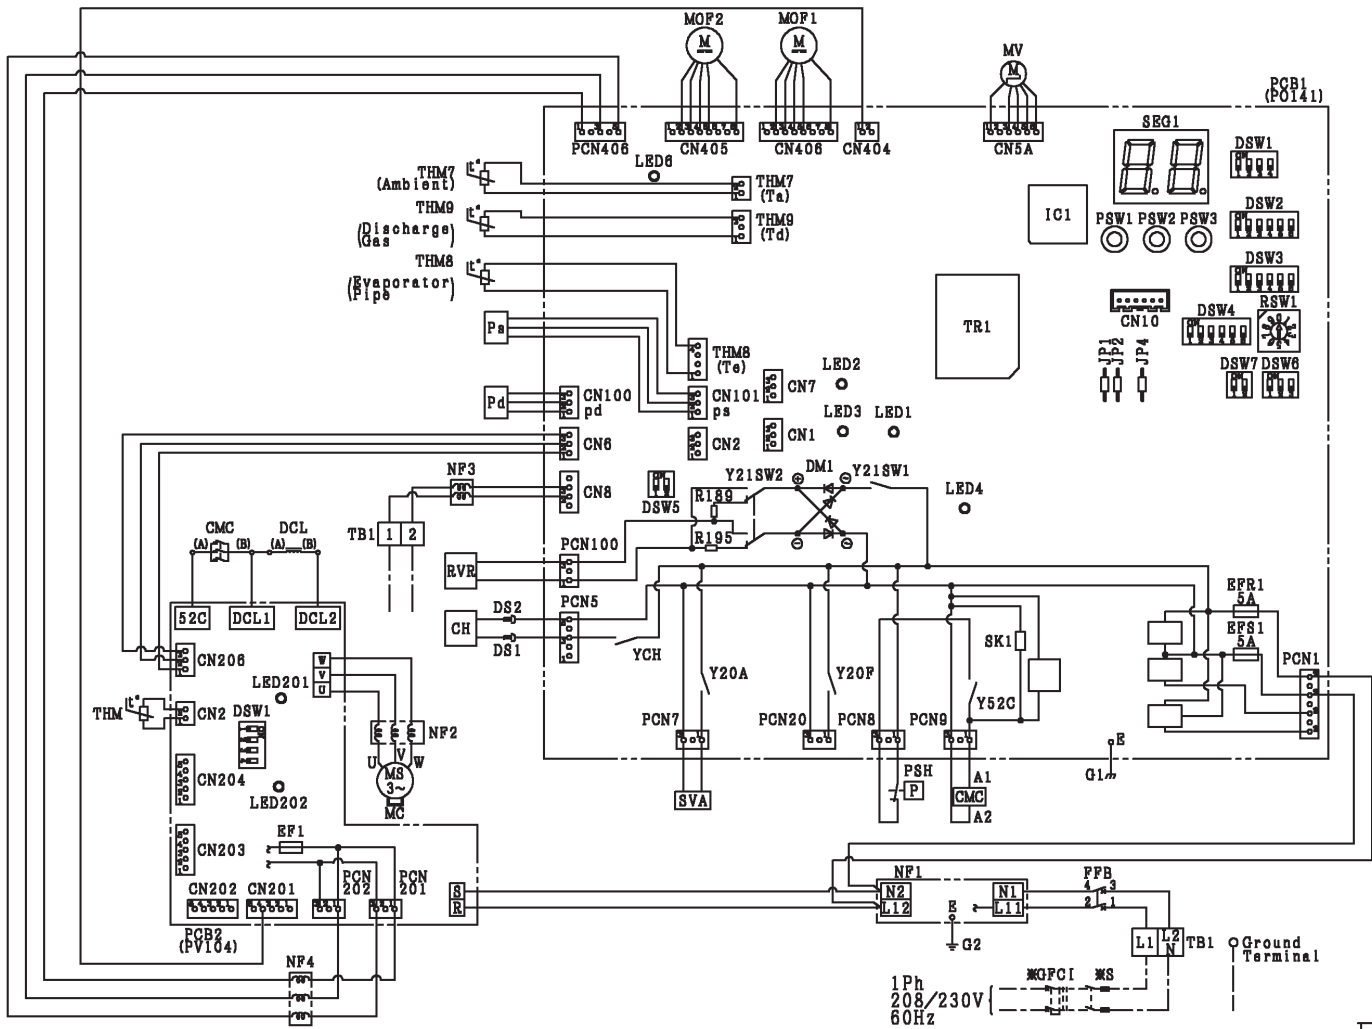 MOF2
MOF1
M
M
MV
M
PCB1
(PO141)
PCN406
CN405
CN406
CN404
CN5A
SEG1
DSW1
LED6
THM7
(Ambient)
THM7
(Ta)
THM9
(Discharge
Gas)
THM9
(Td)
IC1
PSW1
PSW2
PSW3
DSW2
THM8
(Evaporator
Pipe)
DSW3
Ps
TR1
CN10
DSW4
RSW1
THM8
(Te)
JP1
JP2
JP4
LED2
DSW7
DSW6
Pd
CN100
pd
CN101
ps
CN7
LED3
LED1
CN6
CN2
CN1
NF3
CN8
DSW5
Y21SW2
DM1
Y21SW1
R189
LED4
CMC
DCL
(A)
(B)
(A)
(B)
TB1
1
2
R195
PCN100
RVR
52C
DCL1
DCL2
PCN5
DS2
CH
DS1
YCH
EFR1
5A
EFS1
5A
SK1
PCN1
CN206
W
V
U
LED201
Y20A
Y20F
Y52C
THM
CN2
DSW1
NF2
PCN7
PCN20
PCN8
PCN9
U
V
W
E
G1
CN204
MS
3~
MC
LED202
SVA
PSH
P
A1
CMC
A2
CN203
EF1
CN202
CN201
PCN
202
PCN
201
S
R
NF1
N2
L12
E
N1
L11
G2
FFB
4
3
2
1
PCB2
(PV104)
L1
L2
N
TB1
Ground
Terminal
NF4
1Ph
208/230V
60Hz
※GFCI
※S